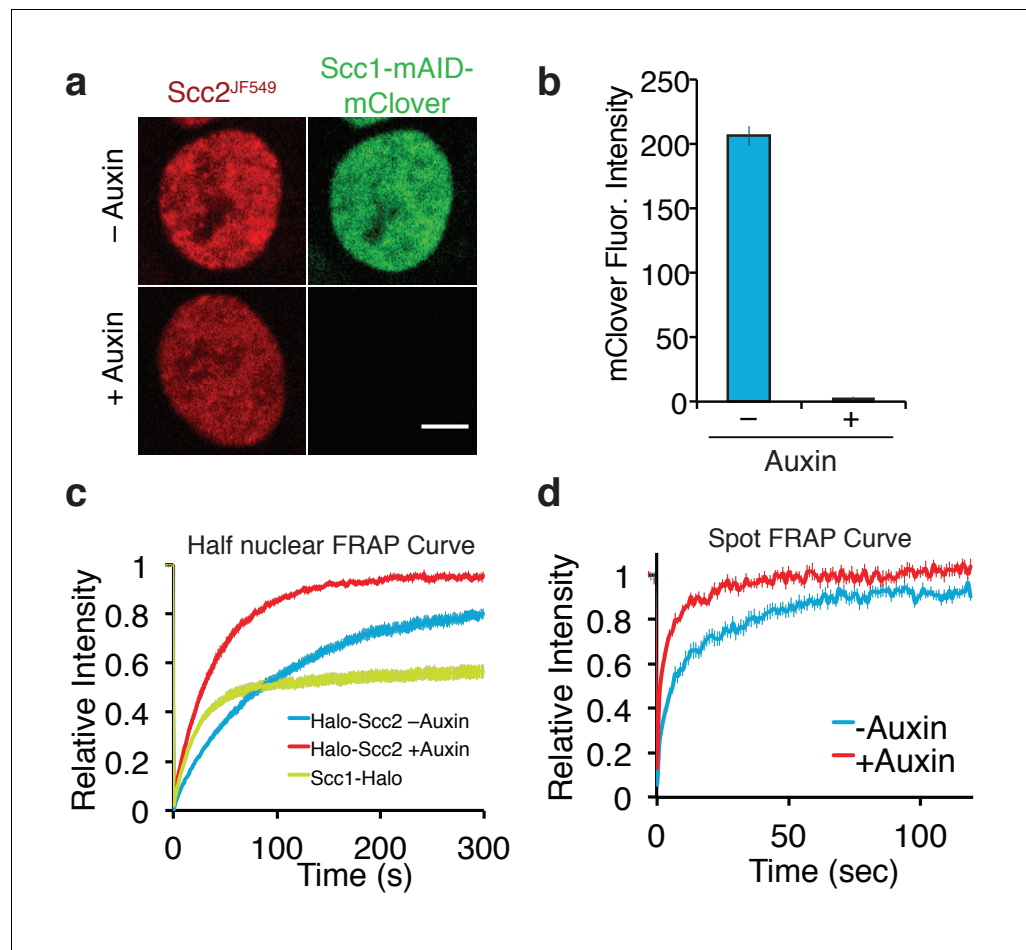 a
Scc2JF549
Scc1-mAID-
mClover
– Auxin
+ Auxin
b
mClover Fluor. Intensity
250
200
150
100
50
0
– +
Auxin
c
Half nuclear FRAP Curve
Relative Intensity
1
0.8
0.6
0.4
0.2
0
Halo-Scc2 –Auxin
Halo-Scc2 +Auxin
Scc1-Halo
0 100 200 300
Time (s)
d
Spot FRAP Curve
Relative Intensity
1
0.8
0.6
0.4
0.2
0
-Auxin
+Auxin
0 50 100
Time (sec)